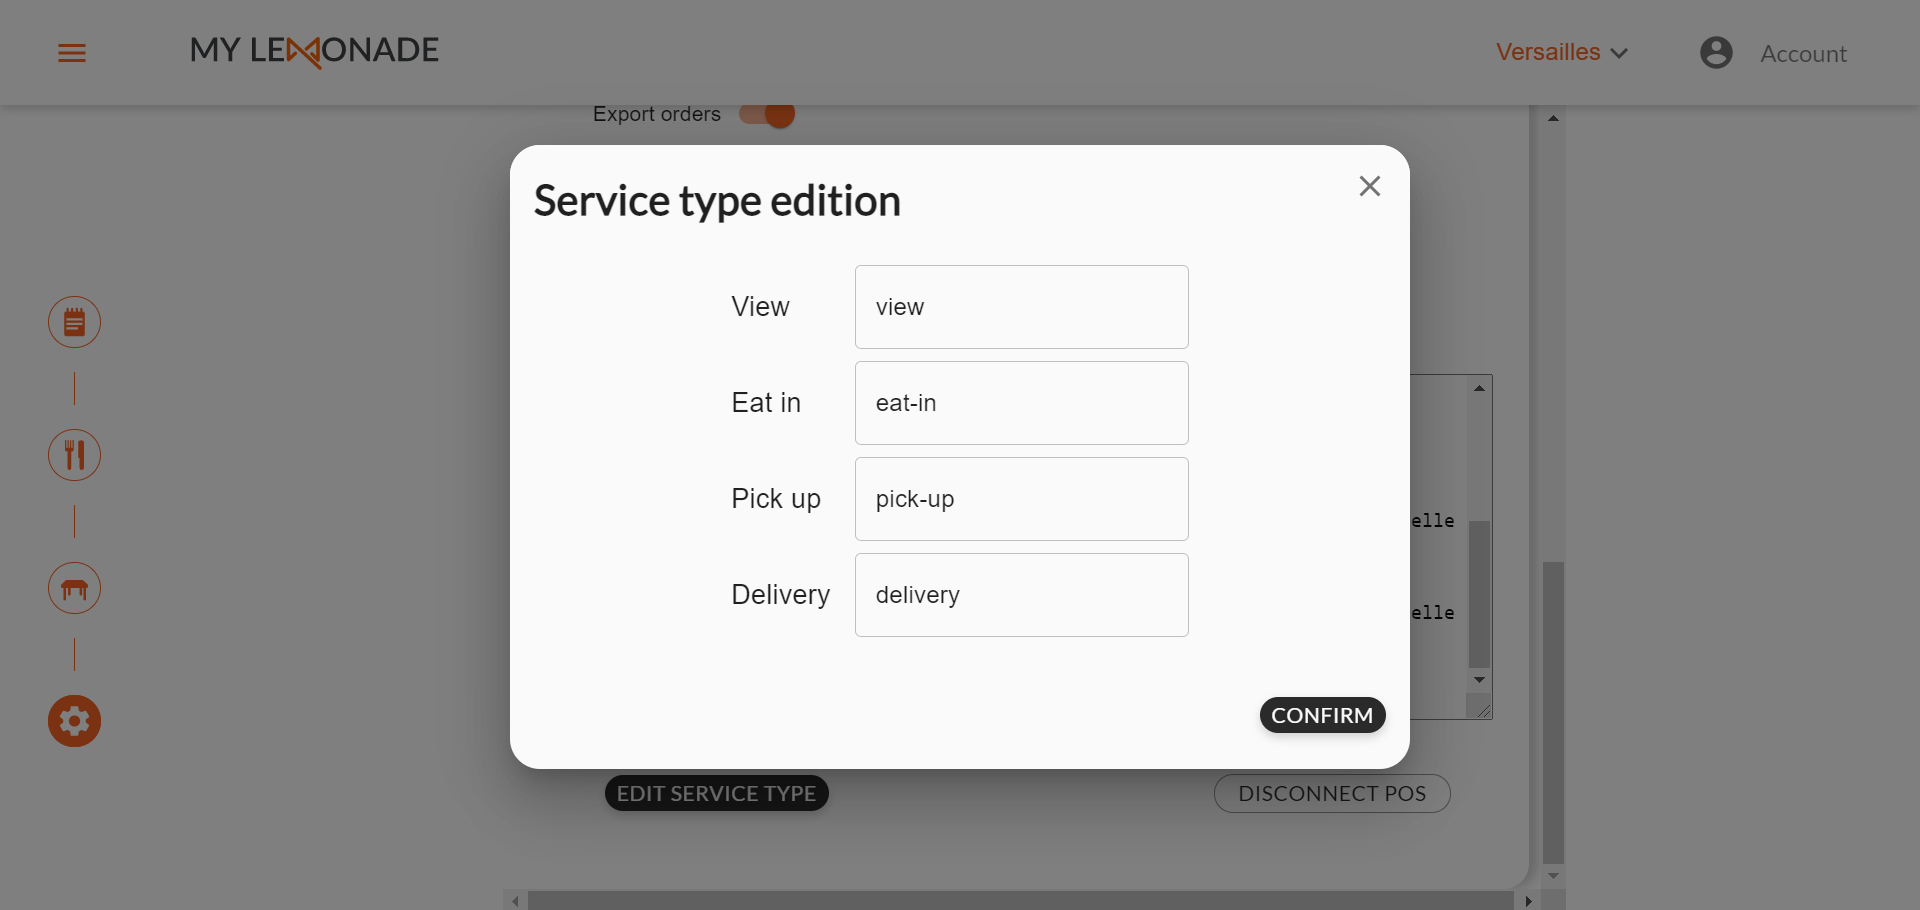 MY LEMONADE
Versailles
Account
Export orders
Service type edition
View
view
Eat in
eat-in
Pick up
pick-up
elle
Delivery
delivery
elle
CONFIRM
EDIT SERVICE TYPE
DISCONNECT POS